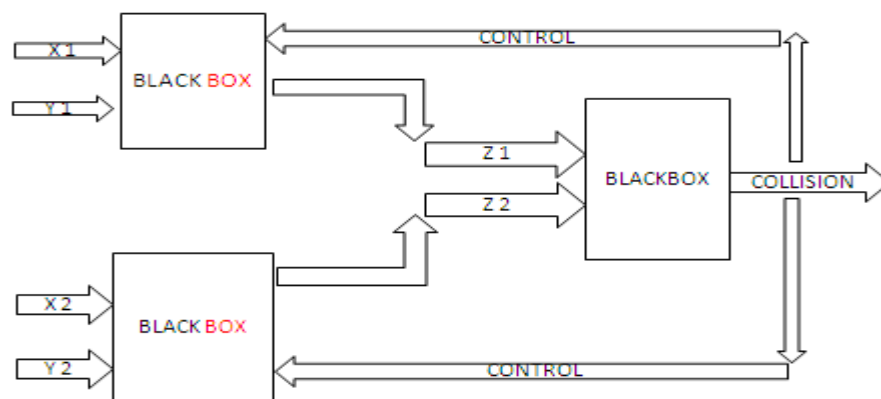 X 1
CONTROL
BLACK BOX
Y 1
Z 1
BLACKBOX
COLLISION
Z 2
X 2
BLACK BOX
Y 2
CONTROL